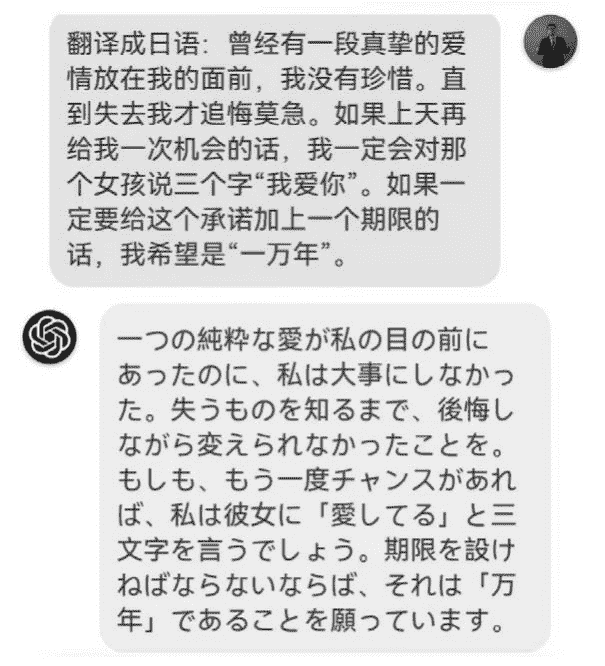 翻译成日语：曾经有一段真挚的爱
情放在我的面前，我没有珍惜。直
到失去我才追悔莫急。如果上天再
给我一次机会的话，我一定会对那
个女孩说三个字“我爱你”。如果一
定要给这个承诺加上一个期限的
话，我希望是“一万年”。
一つの純粋な愛が私の目の前に
あったのに、私は大事にしなかっ
た。失うものを知るまで、後悔し
ながら変えられなかったことを。
もしも、もう一度チャンスがあれ
ば、私は彼女に「愛してる」と三
文字を言うでしょう。期限を設け
ねばならないならば、それは「万
年」であることを願っています。